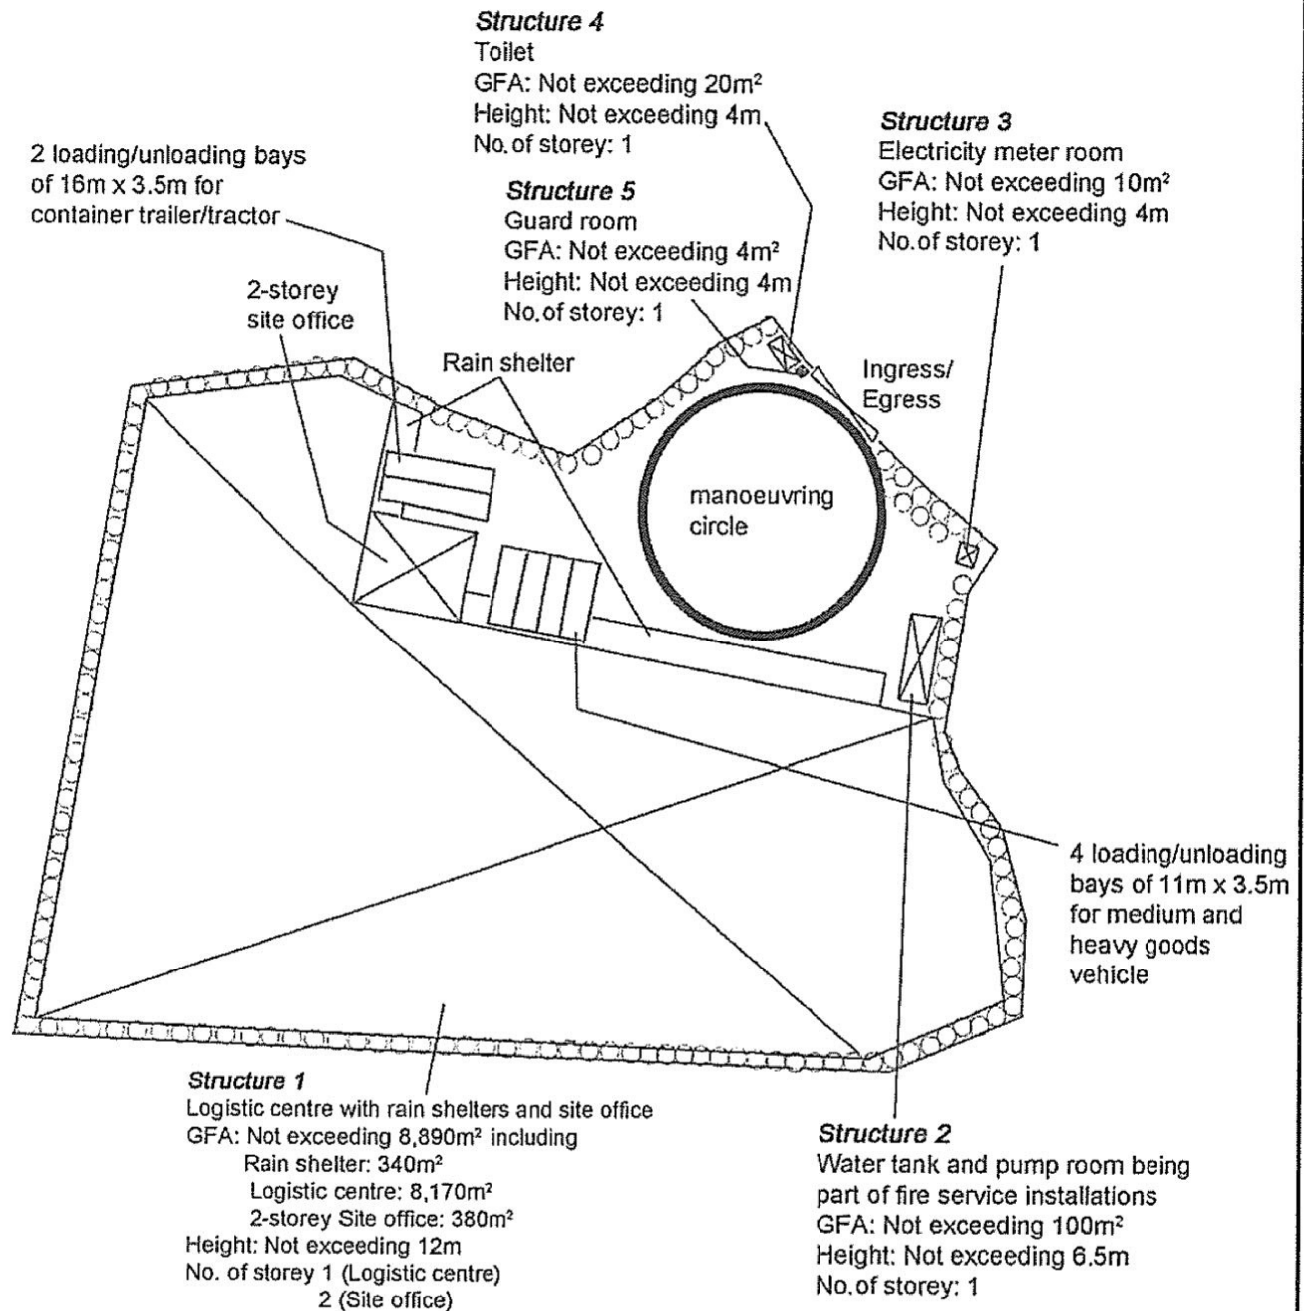 Structure 4
Toilet
GFA: Not exceeding 20m²
Height: Not exceeding 4m
No. of storey: 1
Structure 3
Electricity meter room
GFA: Not exceeding 10m²
Height: Not exceeding 4m
No. of storey: 1
2 loading/unloading bays
of 16m x 3.5m for
container trailer/tractor
Structure 5
Guard room
GFA: Not exceeding 4m²
Height: Not exceeding 4m
No. of storey: 1
2-storey
site office
Rain shelter
Ingress/
Egress
manoeuvring
circle
4 loading/unloading
bays of 11m x 3.5m
for medium and
heavy goods
vehicle
Structure 1
Logistic centre with rain shelters and site office
GFA: Not exceeding 8,890m² including
Rain shelter: 340m²
Logistic centre: 8,170m²
2-storey Site office: 380m²
Height: Not exceeding 12m
No. of storey 1 (Logistic centre)
2 (Site office)
Structure 2
Water tank and pump room being
part of fire service installations
GFA: Not exceeding 100m²
Height: Not exceeding 6.5m
No. of storey: 1